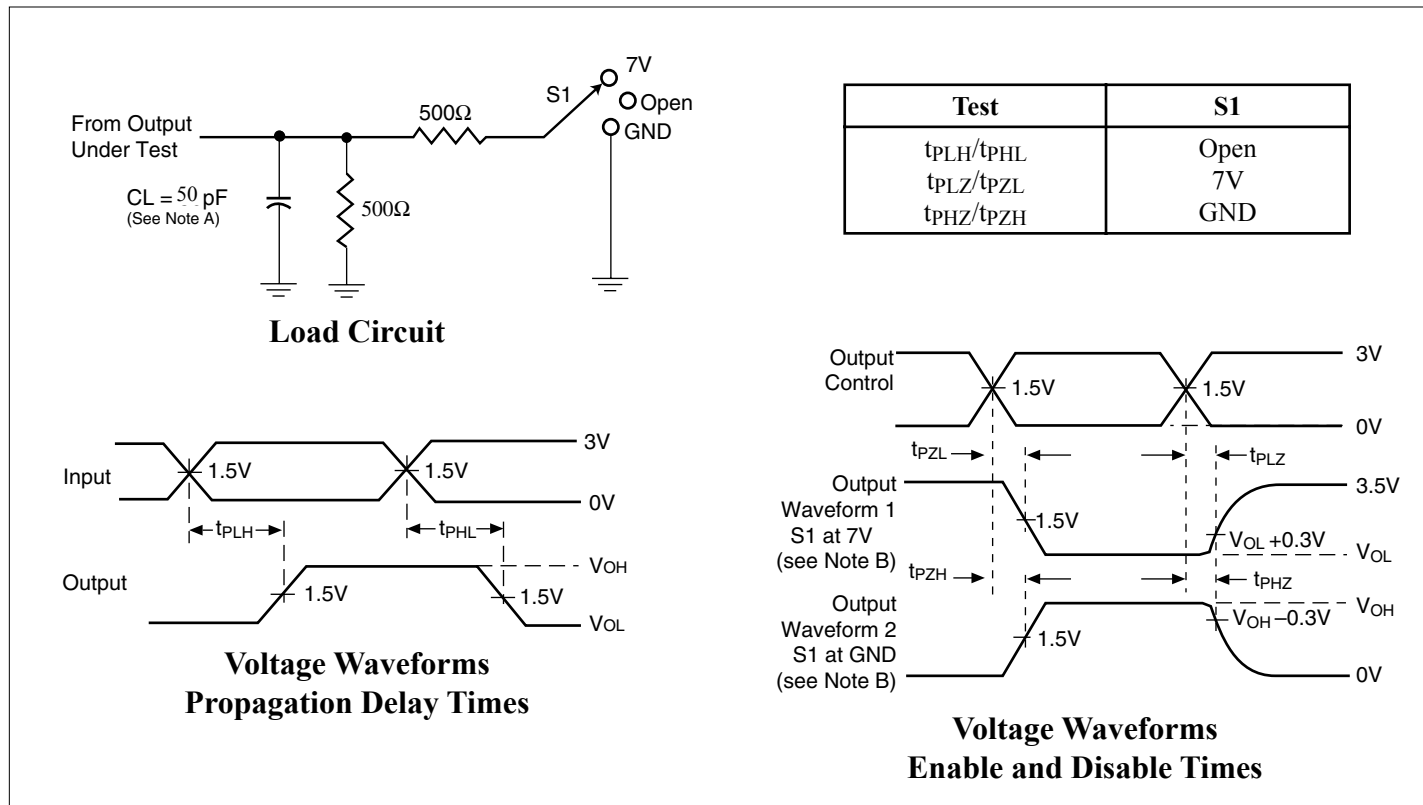 7V
S1
Open
500Ω
GND
From Output
Under Test
CL = 50 pF
(See Note A)
500Ω
Load Circuit
Test S1
tPLH/tPHL Open
tPLZ/tPZL 7V
tPHZ/tPZH GND
Input
3V
1.5V 1.5V
0V
tPLH tPHL
Output
VOH
1.5V 1.5V
VOL
Voltage Waveforms
Propagation Delay Times
Output
Control
3V
1.5V 1.5V
0V
tPZL tPLZ
Output
Waveform 1
S1 at 7V
(see Note B)
3.5V
1.5V
VOL +0.3V
VOL
tPZH tPHZ
Output
Waveform 2
S1 at GND
(see Note B)
VOH
VOH –0.3V
1.5V
0V
Voltage Waveforms
Enable and Disable Times